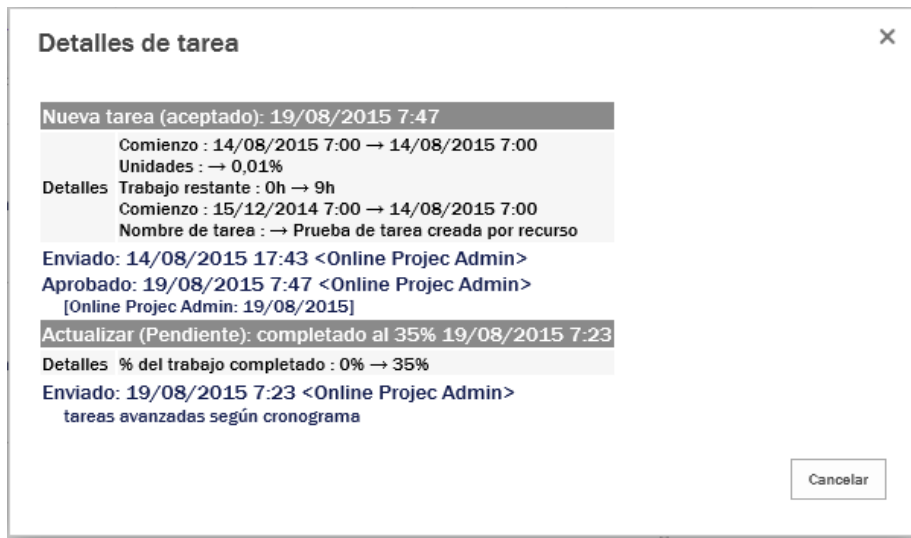 Detalles de tarea
×
Nueva tarea (aceptado): 19/08/2015 7:47
Comienzo : 14/08/2015 7:00 → 14/08/2015 7:00
Unidades : → 0,01%
Detalles Trabajo restante : 0h → 9h
Comienzo : 15/12/2014 7:00 → 14/08/2015 7:00
Nombre de tarea : → Prueba de tarea creada por recurso
Enviado: 14/08/2015 17:43 <Online Projec Admin>
Aprobado: 19/08/2015 7:47 <Online Projec Admin>
[Online Projec Admin: 19/08/2015]
Actualizar (Pendiente): completado al 35% 19/08/2015 7:23
Detalles % del trabajo completado : 0% → 35%
Enviado: 19/08/2015 7:23 <Online Projec Admin>
tareas avanzadas según cronograma
Cancelar